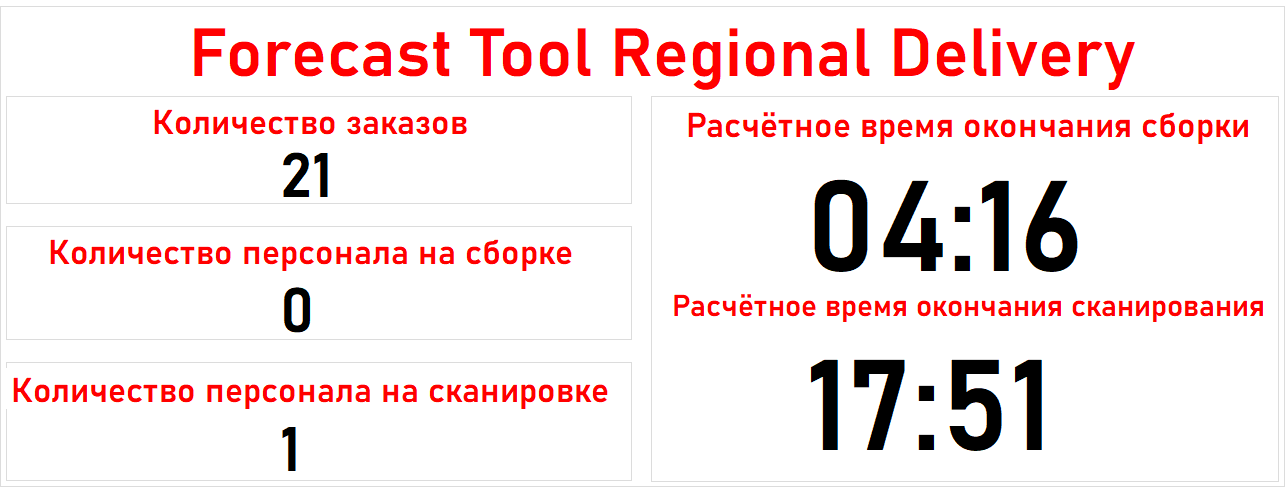 Forecast Tool Regional Delivery
Количество заказов
21
Количество персонала на сборке
0
Количество персонала на сканировке
1
Расчётное время окончания сборки
04:16
Расчётное время окончания сканирования
17:51